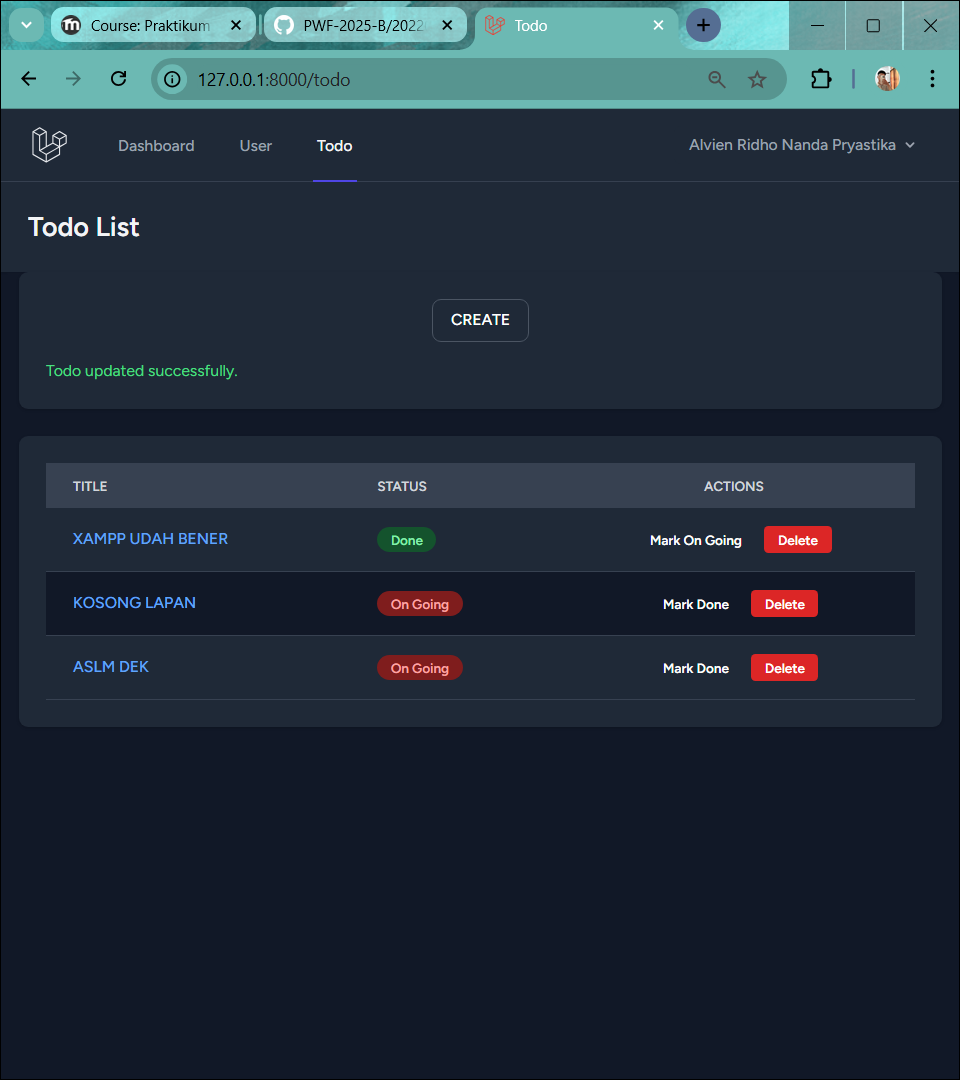 Course: Praktikum
PWF-2025-B/2022
Todo
127.0.0.1:8000/todo
Dashboard User Todo Alvien Ridho Nanda Pryastika
Todo List
CREATE
Todo updated successfully.
TITLE STATUS ACTIONS
XAMPP UDAH BENER Done Mark On Going Delete
KOSONG LAPAN On Going Mark Done Delete
ASLM DEK On Going Mark Done Delete